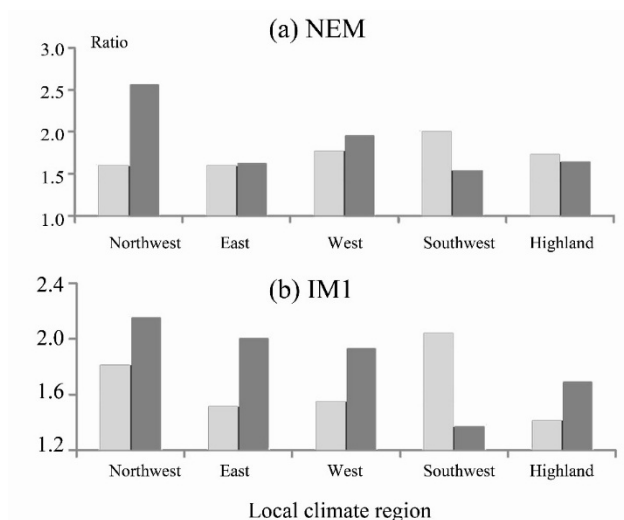 (a) NEM
Ratio
3.0
2.5
2.0
1.5
1.0
Northwest East West Southwest Highland
(b) IM1
2.4
2.0
1.6
1.2
Northwest East West Southwest Highland
Local climate region